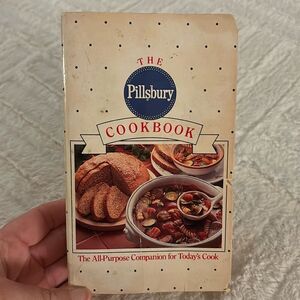 THE
Pillsbury
COOKBOOK
The All-Purpose Companion for Today's Cook